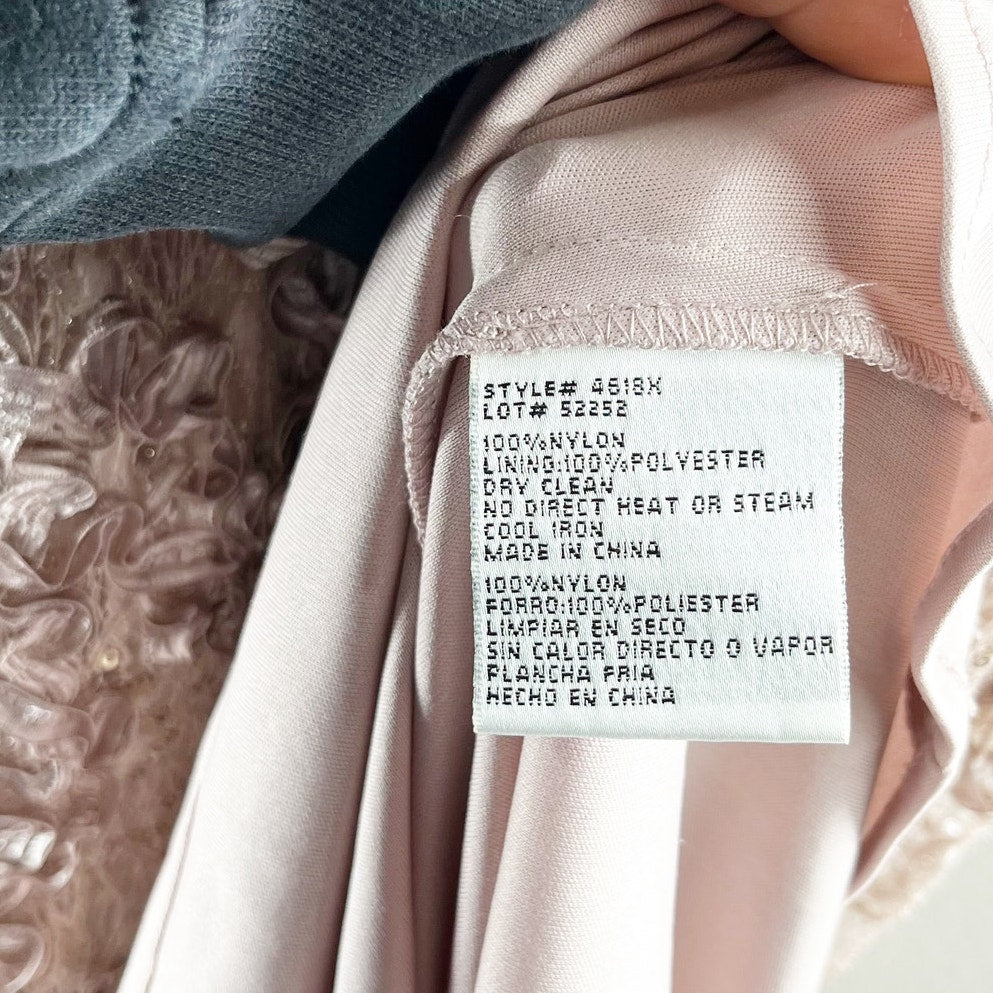 STYLE# 4618X
LOT# 52252
100%NYLON
LINING:100%POLYESTER
DRY CLEAN
NO DIRECT HEAT OR STEAM
COOL IRON
MADE IN CHINA
100%NYLON
FORRO:100%POLIESTER
LIMPIAR EN SECO
SIN CALOR DIRECTO O VAPOR
PLANCHA FRIA
HECHO EN CHINA